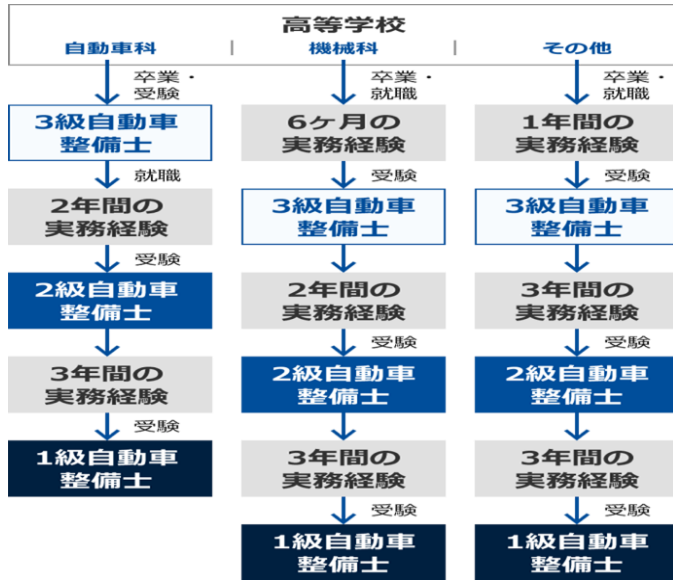 高等学校
自動車科 | 機械科 | その他
卒業・
受験
3級自動車
整備士
就職
2年間の
実務経験
受験
2級自動車
整備士
3年間の
実務経験
受験
1級自動車
整備士
卒業・
就職
6ヶ月の
実務経験
受験
3級自動車
整備士
2年間の
実務経験
受験
2級自動車
整備士
3年間の
実務経験
受験
1級自動車
整備士
卒業・
就職
1年間の
実務経験
受験
3級自動車
整備士
3年間の
実務経験
受験
2級自動車
整備士
3年間の
実務経験
受験
1級自動車
整備士